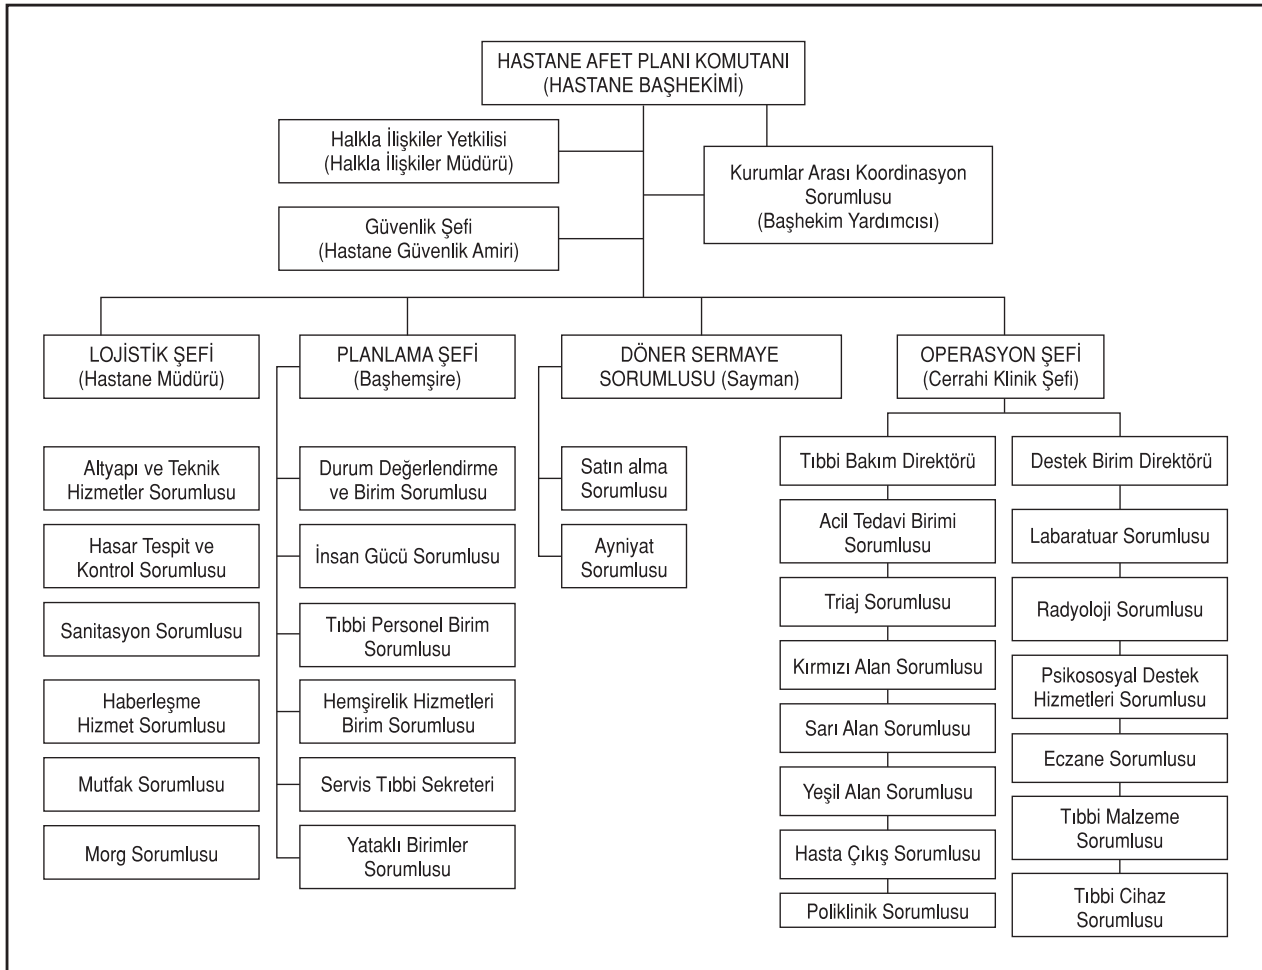 HASTANE AFET PLANI KOMUTANI
(HASTANE BAŞHEKİMİ)
Halkla İlişkiler Yetkilisi
(Halkla İlişkiler Müdürü)
Kurumlar Arası Koordinasyon
Sorumlusu
(Başhekim Yardımcısı)
Güvenlik Şefi
(Hastane Güvenlik Amiri)
LOJİSTİK ŞEFİ
(Hastane Müdürü)
Altyapı ve Teknik
Hizmetler Sorumlusu
Hasar Tespit ve
Kontrol Sorumlusu
Sanitasyon Sorumlusu
Haberleşme
Hizmet Sorumlusu
Mutfak Sorumlusu
Morg Sorumlusu
PLANLAMA ŞEFİ
(Başhemşire)
Durum Değerlendirme
ve Birim Sorumlusu
İnsan Gücü Sorumlusu
Tıbbi Personel Birim
Sorumlusu
Hemşirelik Hizmetleri
Birim Sorumlusu
Servis Tıbbi Sekreteri
Yataklı Birimler
Sorumlusu
DÖNER SERMAYE
SORUMLUSU (Sayman)
Satın alma
Sorumlusu
Ayniyat
Sorumlusu
OPERASYON ŞEFİ
(Cerrahi Klinik Şefi)
Tıbbi Bakım Direktörü
Acil Tedavi Birimi
Sorumlusu
Triaj Sorumlusu
Kırmızı Alan Sorumlusu
Sarı Alan Sorumlusu
Yeşil Alan Sorumlusu
Hasta Çıkış Sorumlusu
Poliklinik Sorumlusu
Destek Birim Direktörü
Labaratuar Sorumlusu
Radyoloji Sorumlusu
Psikososyal Destek
Hizmetleri Sorumlusu
Eczane Sorumlusu
Tıbbi Malzeme
Sorumlusu
Tıbbi Cihaz
Sorumlusu